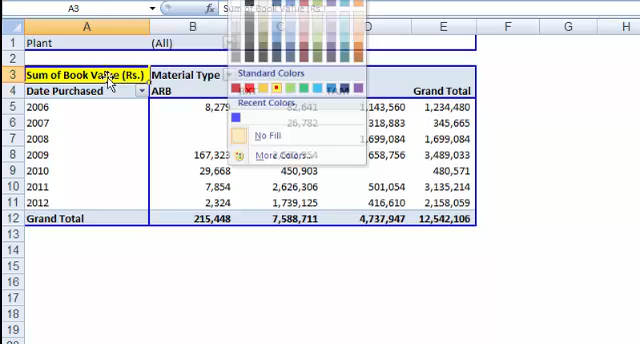 A3 fx Sum of Book Value (Rs.)
A B D E
1 Plant (All)
2
Standard Colors
3 Sum of Book Value (Rs.) Material Type
4 Date Purchased ARB TAM Grand Total
Recent Colors
5 2006 8,279 82,641 1,143,560 1,234,480
6 2007 26,782 318,883 345,665
No Fill
7 2008 1,699,084 1,699,084
More Colors...
8 2009 167,323 658,756 3,489,033
9 2010 29,668 450,903 480,571
10 2011 7,854 2,626,306 501,054 3,135,214
11 2012 2,324 1,739,125 416,610 2,158,059
12 Grand Total 215,448 7,588,711 4,737,947 12,542,106
13
14
15
16
17
18
19